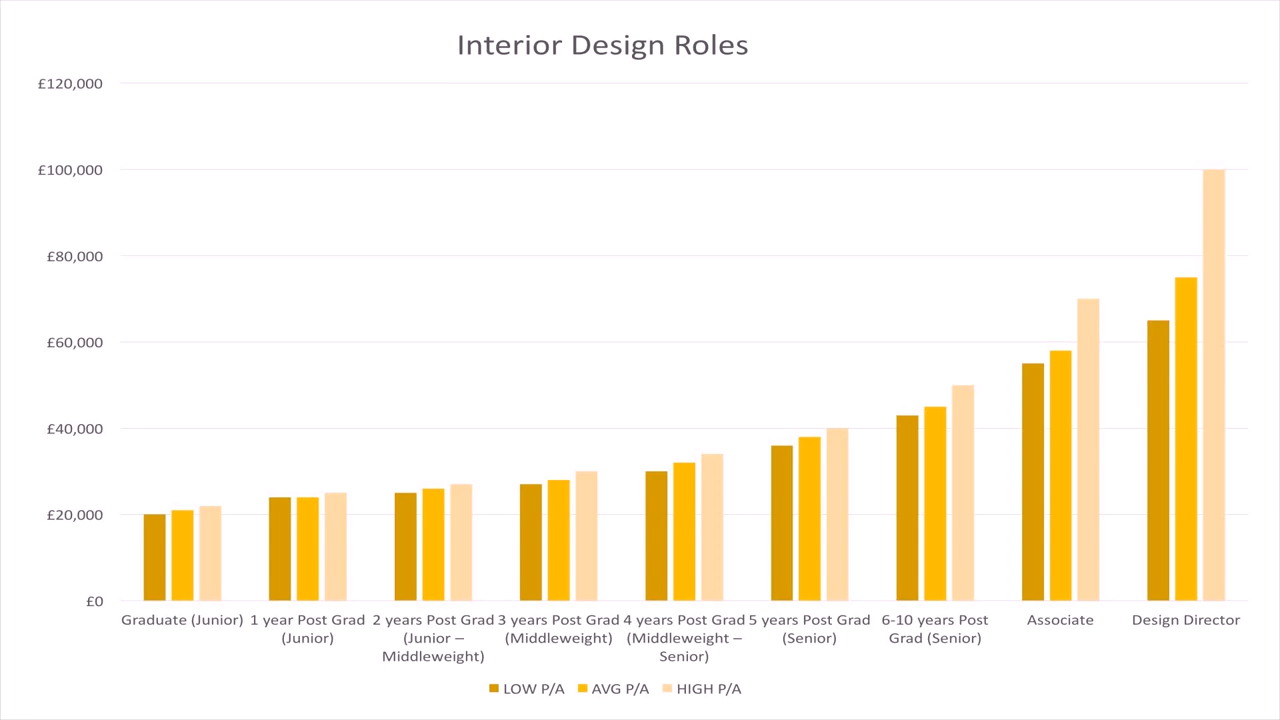 Interior Design Roles
£120,000
£100,000
£80,000
£60,000
£40,000
£20,000
£0
Graduate (Junior)
1 year Post Grad
(Junior)
2 years Post Grad
(Junior –
Middleweight)
3 years Post Grad
(Middleweight)
4 years Post Grad
(Middleweight –
Senior)
5 years Post Grad
(Senior)
6-10 years Post
Grad (Senior)
Associate
Design Director
LOW P/A
AVG P/A
HIGH P/A